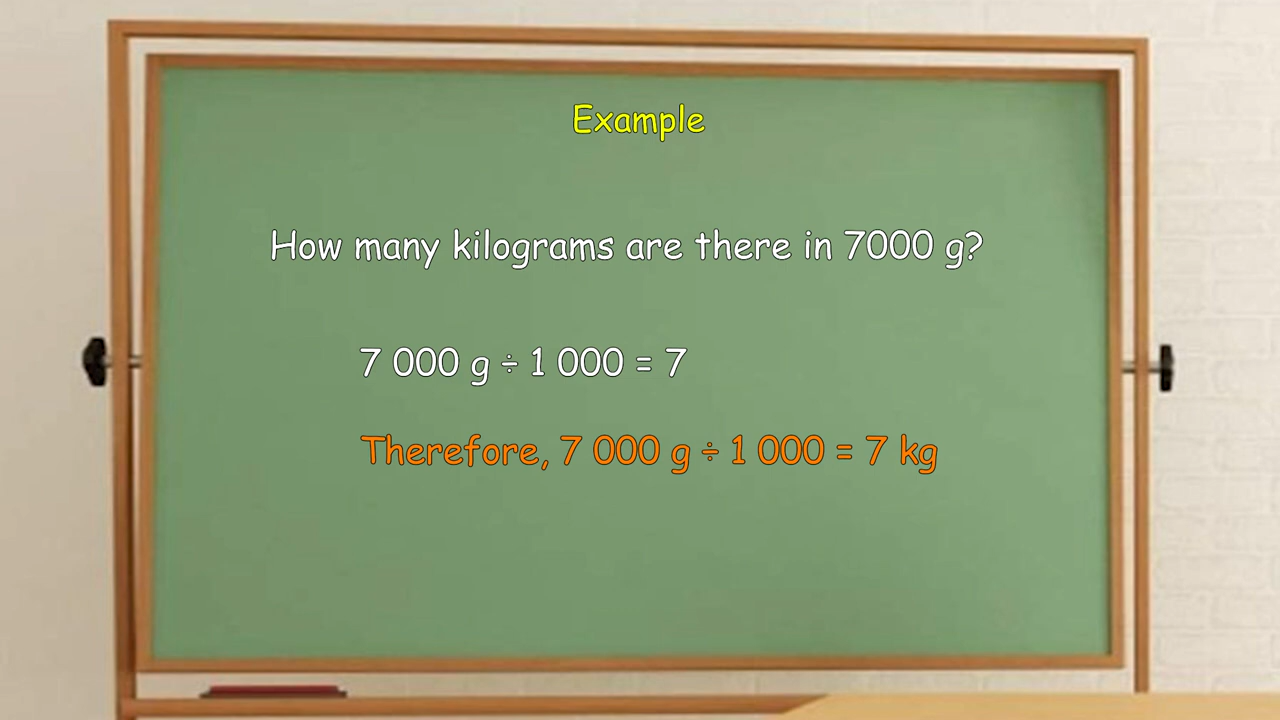 Example
How many kilograms are there in 7000 g?
7 000 g ÷ 1 000 = 7
Therefore, 7 000 g ÷ 1 000 = 7 kg